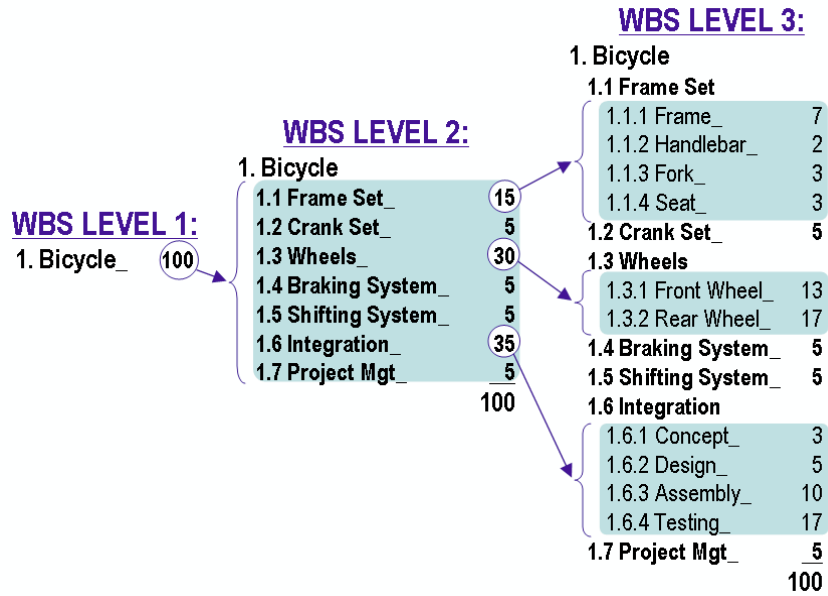 WBS LEVEL 1:
1. Bicycle_ 100
WBS LEVEL 2:
1. Bicycle
1.1 Frame Set_ 15
1.2 Crank Set_ 5
1.3 Wheels_ 30
1.4 Braking System_ 5
1.5 Shifting System_ 5
1.6 Integration_ 35
1.7 Project Mgt_ 5
100
WBS LEVEL 3:
1. Bicycle
1.1 Frame Set
1.1.1 Frame_ 7
1.1.2 Handlebar_ 2
1.1.3 Fork_ 3
1.1.4 Seat_ 3
1.2 Crank Set_ 5
1.3 Wheels
1.3.1 Front Wheel_ 13
1.3.2 Rear Wheel_ 17
1.4 Braking System_ 5
1.5 Shifting System_ 5
1.6 Integration
1.6.1 Concept_ 3
1.6.2 Design_ 5
1.6.3 Assembly_ 10
1.6.4 Testing_ 17
1.7 Project Mgt_ 5
100